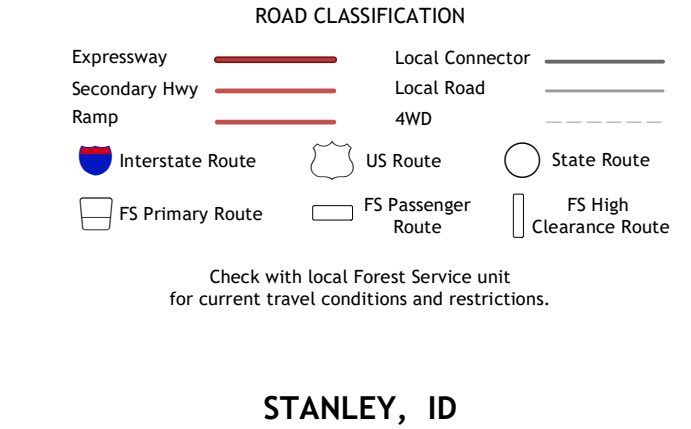 ROAD CLASSIFICATION
Expressway
Local Connector
Secondary Hwy
Local Road
Ramp
4WD
Interstate Route
US Route
State Route
FS Primary Route
FS Passenger
Route
FS High
Clearance Route
Check with local Forest Service unit
for current travel conditions and restrictions.
STANLEY, ID